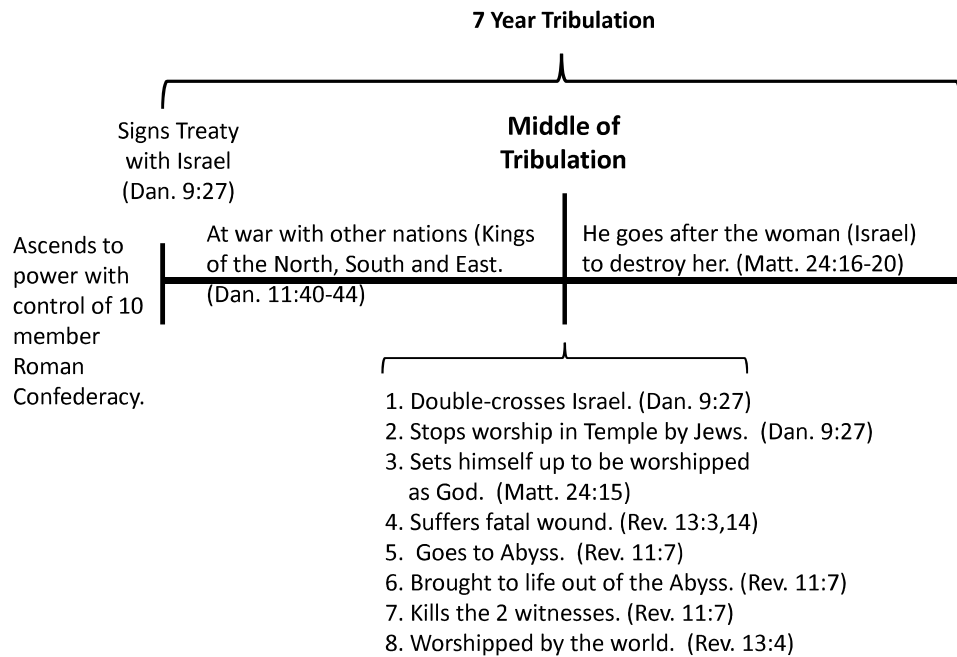 7 Year Tribulation
Signs Treaty
with Israel
(Dan. 9:27)
Middle of
Tribulation
Ascends to
power with
control of 10
member
Roman
Confederacy.
At war with other nations (Kings
of the North, South and East.
(Dan. 11:40-44)
He goes after the woman (Israel)
to destroy her. (Matt. 24:16-20)
1. Double-crosses Israel. (Dan. 9:27)
2. Stops worship in Temple by Jews.  (Dan. 9:27)
3. Sets himself up to be worshipped
as God.  (Matt. 24:15)
4. Suffers fatal wound. (Rev. 13:3,14)
5.  Goes to Abyss. (Rev. 11:7)
6. Brought to life out of the Abyss. (Rev. 11:7)
7. Kills the 2 witnesses. (Rev. 11:7)
8. Worshipped by the world.  (Rev. 13:4)